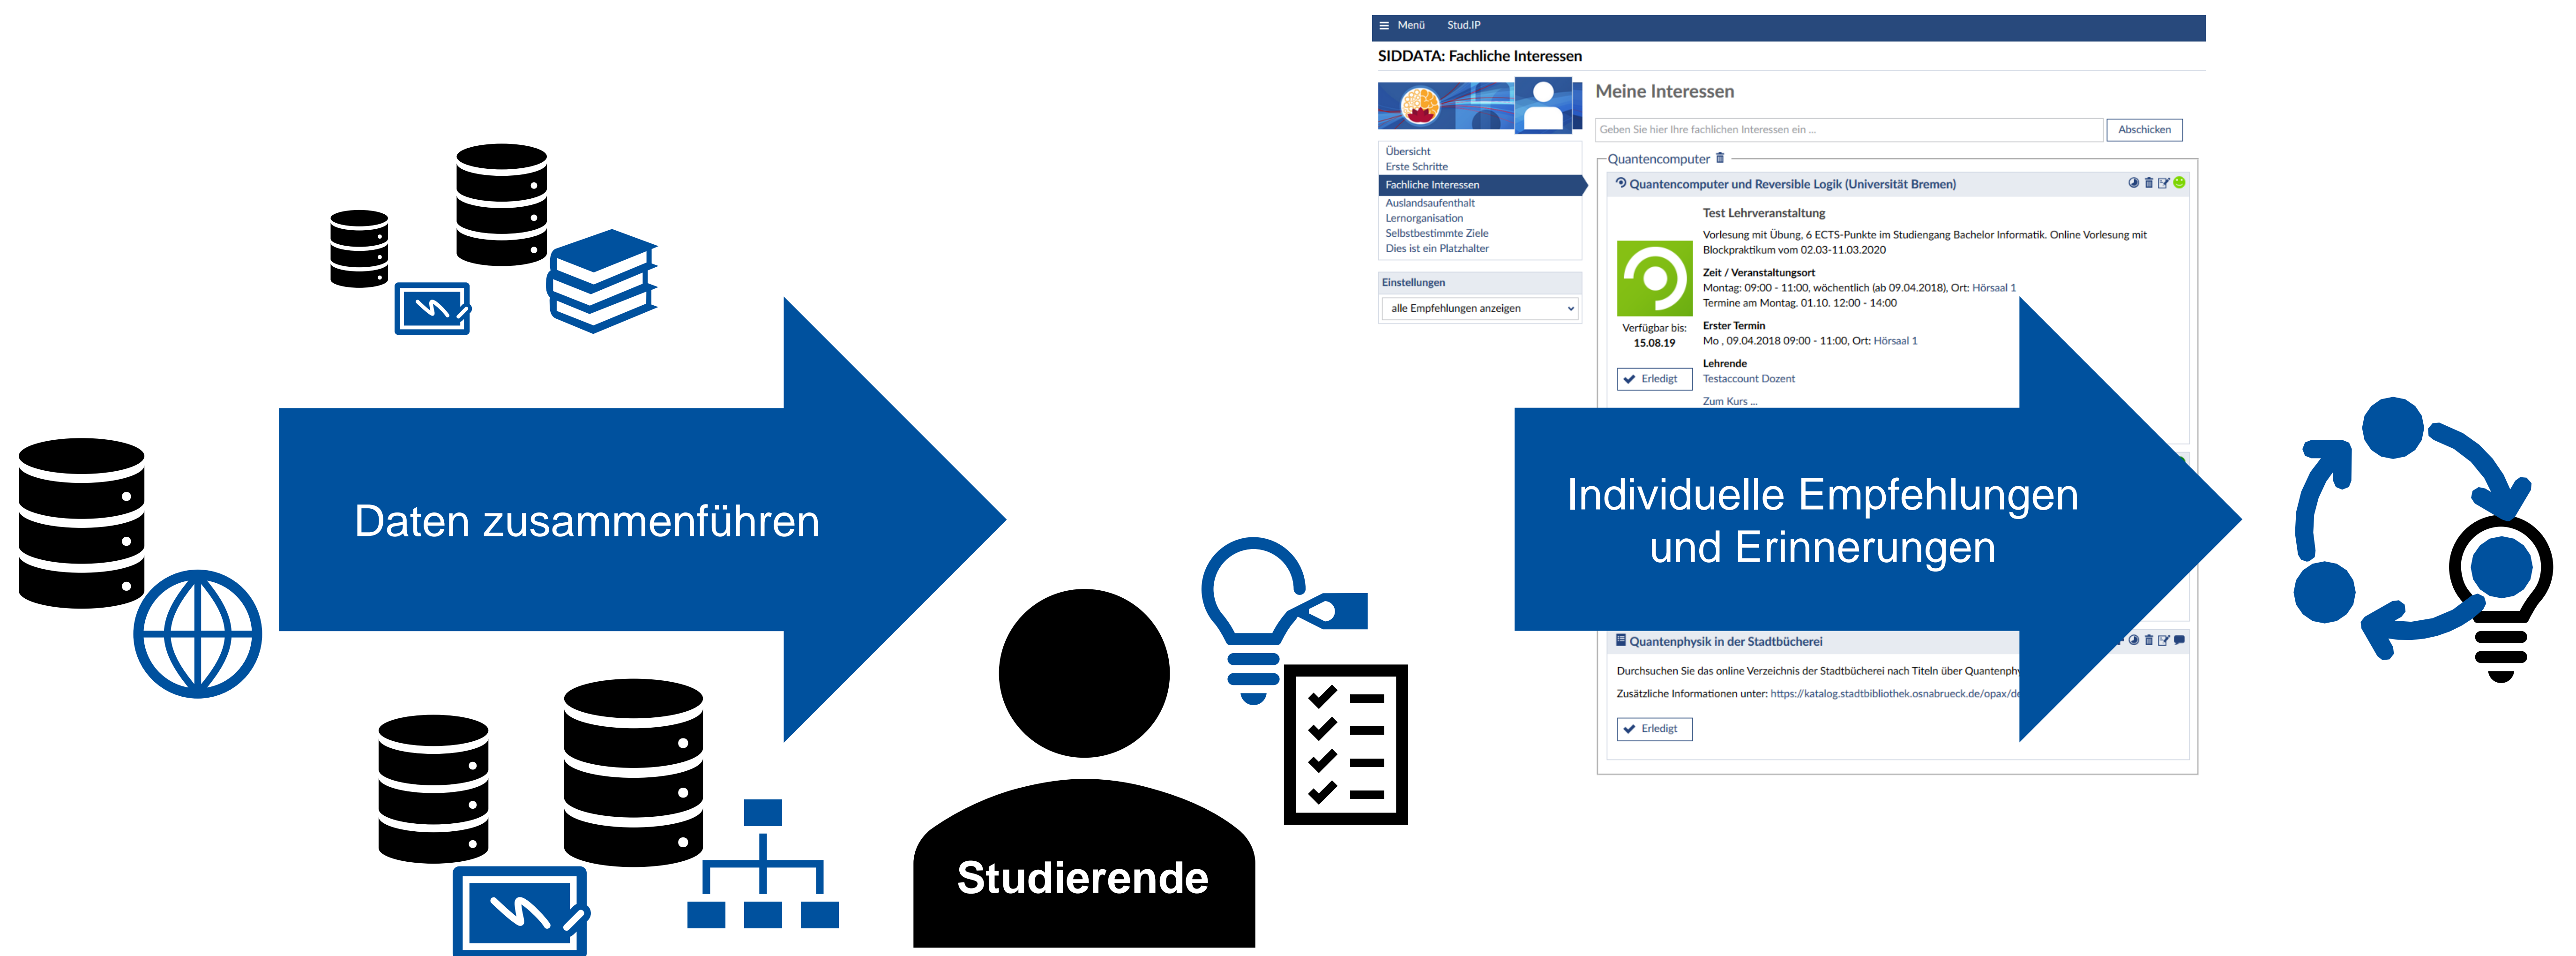 Menü Stud.IP
SIDDATA: Fachliche Interessen
Übersicht
Erste Schritte
Fachliche Interessen
Auslandsaufenthalt
Lernorganisation
Selbstbestimmte Ziele
Dies ist ein Platzhalter
Einstellungen
alle Empfehlungen anzeigen
Meine Interessen
Geben Sie hier Ihre fachlichen Interessen ein ...
Abschicken
Quantencomputer
Quantencomputer und Reversible Logik (Universität Bremen)
Test Lehrveranstaltung
Vorlesung mit Übung, 6 ECTS-Punkte im Studiengang Bachelor Informatik. Online Vorlesung mit
Blockpraktikum vom 02.03-11.03.2020
Zeit / Veranstaltungsort
Montag: 09:00 - 11:00, wöchentlich (ab 09.04.2018), Ort: Hörsaal 1
Termine am Montag. 01.10. 12:00 - 14:00
Verfügbar bis:
15.08.19
Erster Termin
Mo , 09.04.2018 09:00 - 11:00, Ort: Hörsaal 1
Lehrende
Testaccount Dozent
Erledigt
Zum Kurs ...
Daten zusammenführen
Individuelle Empfehlungen
und Erinnerungen
Quantenphysik in der Stadtbücherei
Durchsuchen Sie das online Verzeichnis der Stadtbücherei nach Titeln über
Zusätzliche Informationen unter: https://katalog.stadtbibliothek.osnabrueck.de/opax/
Erledigt
Studierende